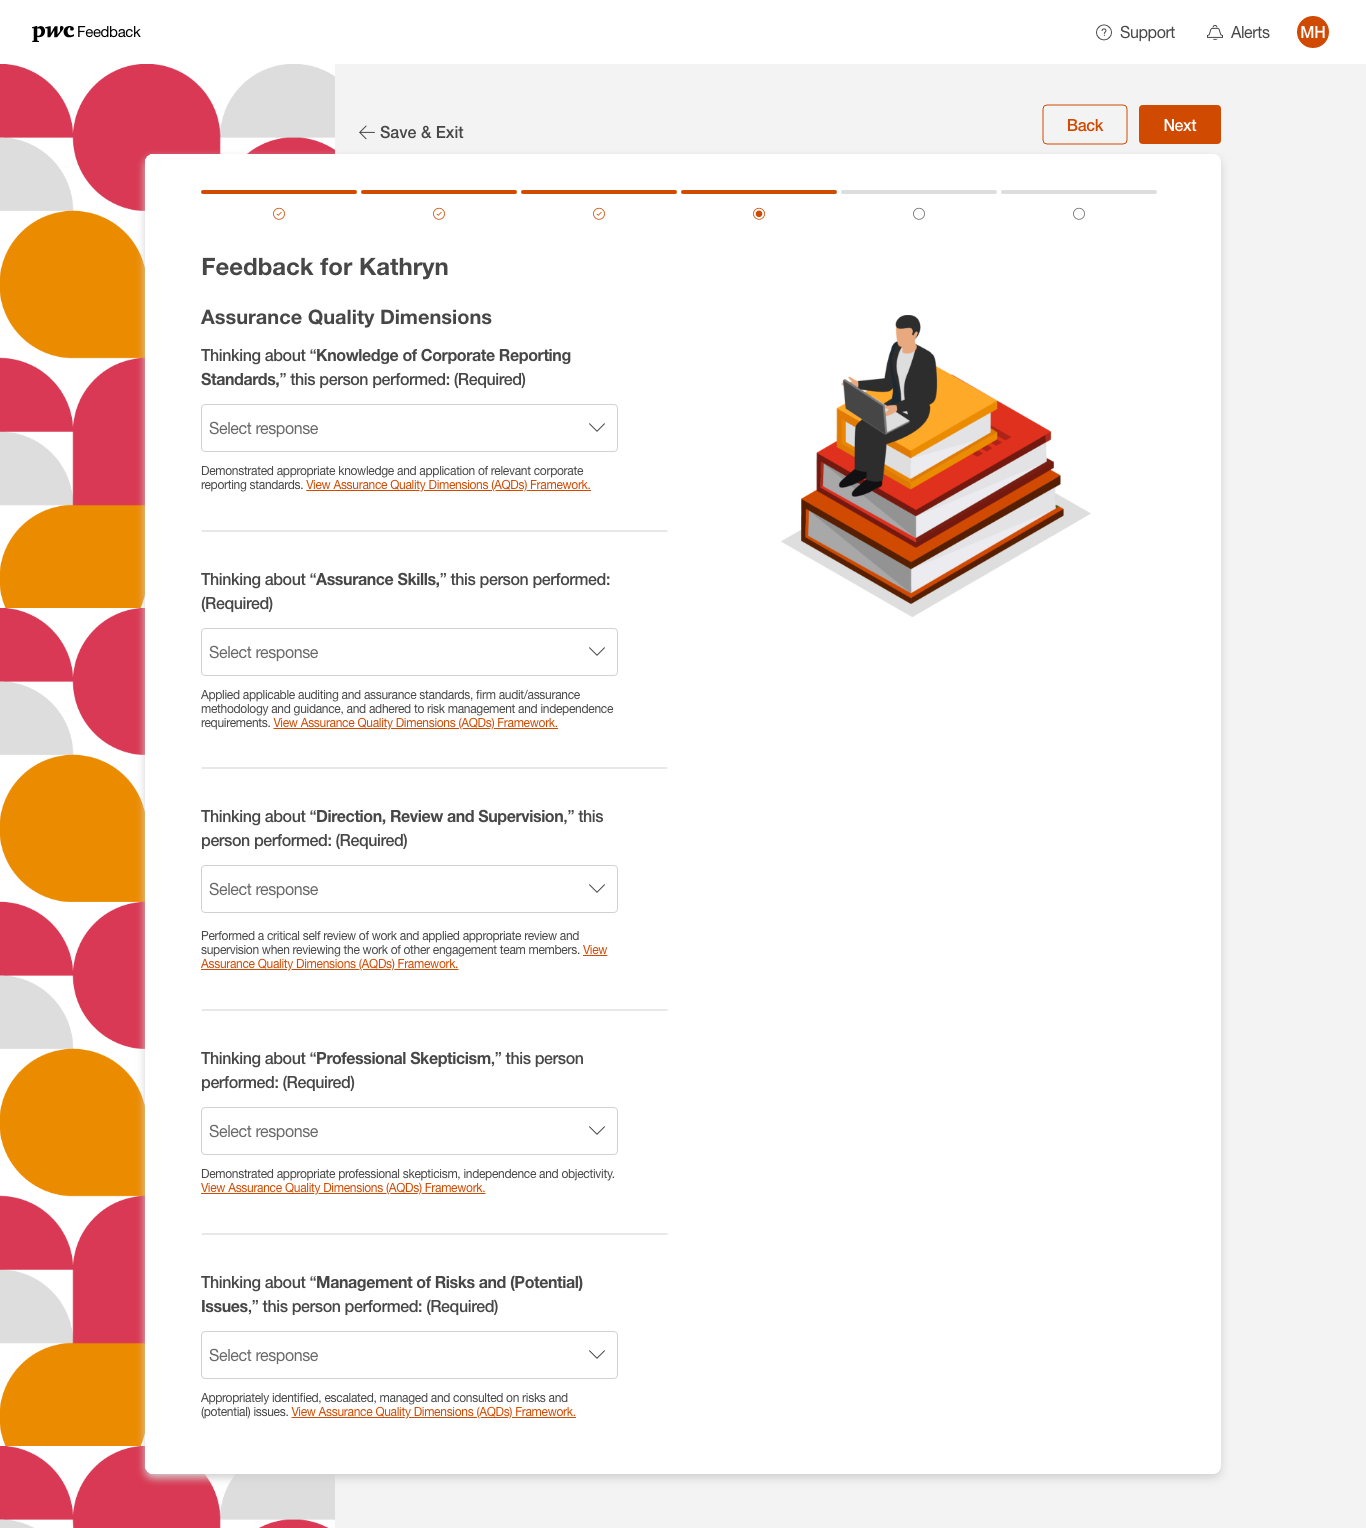 pwc Feedback
Support
Alerts
MH
Save & Exit
Back
Next
Feedback for Kathryn
Assurance Quality Dimensions
Thinking about “Knowledge of Corporate Reporting
Standards,” this person performed: (Required)
Select response
Demonstrated appropriate knowledge and application of relevant corporate
reporting standards. View Assurance Quality Dimensions (AQDs) Framework.
Thinking about “Assurance Skills,” this person performed:
(Required)
Select response
Applied applicable auditing and assurance standards, firm audit/assurance
methodology and guidance, and adhered to risk management and independence
requirements. View Assurance Quality Dimensions (AQDs) Framework.
Thinking about “Direction, Review and Supervision,” this
person performed: (Required)
Select response
Performed a critical self review of work and applied appropriate review and
supervision when reviewing the work of other engagement team members. View
Assurance Quality Dimensions (AQDs) Framework.
Thinking about “Professional Skepticism,” this person
performed: (Required)
Select response
Demonstrated appropriate professional skepticism, independence and objectivity.
View Assurance Quality Dimensions (AQDs) Framework.
Thinking about “Management of Risks and (Potential)
Issues,” this person performed: (Required)
Select response
Appropriately identified, escalated, managed and consulted on risks and
(potential) issues. View Assurance Quality Dimensions (AQDs) Framework.